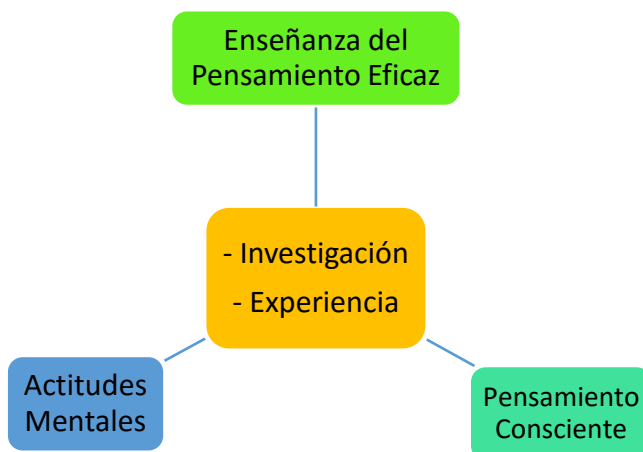 Enseñanza del
Pensamiento Eficaz
- Investigación
- Experiencia
Actitudes
Mentales
Pensamiento
Consciente